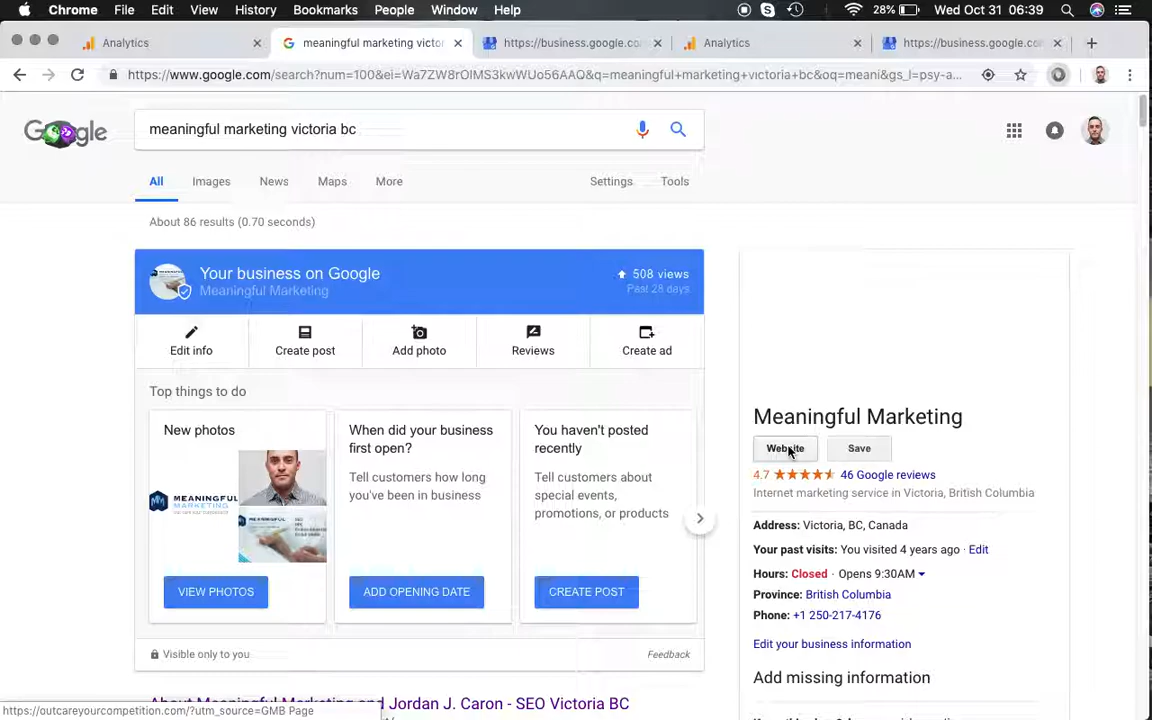 Chrome File Edit View History Bookmarks People Window Help 28% Wed Oct 31 06:39
Analytics meaningful marketing victor https://business.google.co Analytics https://business.google.com
https://www.google.com/search?num=100&ei=Wa7ZW8rOIMS3kwWUo56AAQ&q=meaningful+marketing+victoria+bc&oq=meani&gs_l=psy-a...
Google meaningful marketing victoria bc
All Images News Maps More Settings Tools
About 86 results (0.70 seconds)
Your business on Google
Meaningful Marketing
508 views
Past 28 days
Edit info Create post Add photo Reviews Create ad
Top things to do
New photos
MEANINGFUL
MARKETING
VIEW PHOTOS
When did your business
first open?
Tell customers how long
you've been in business
ADD OPENING DATE
You haven't posted
recently
Tell customers about
special events,
promotions, or products
CREATE POST
Visible only to you Feedback
About Meaningful Marketing and Jordan J. Caron - SEO Victoria BC
Meaningful Marketing
Website Save
4.7 46 Google reviews
Internet marketing service in Victoria, British Columbia
Address: Victoria, BC, Canada
Your past visits: You visited 4 years ago · Edit
Hours: Closed · Opens 9:30AM
Province: British Columbia
Phone: +1 250-217-4176
Edit your business information
Add missing information
https://outcareyourcompetition.com/?utm_source=GMB Page